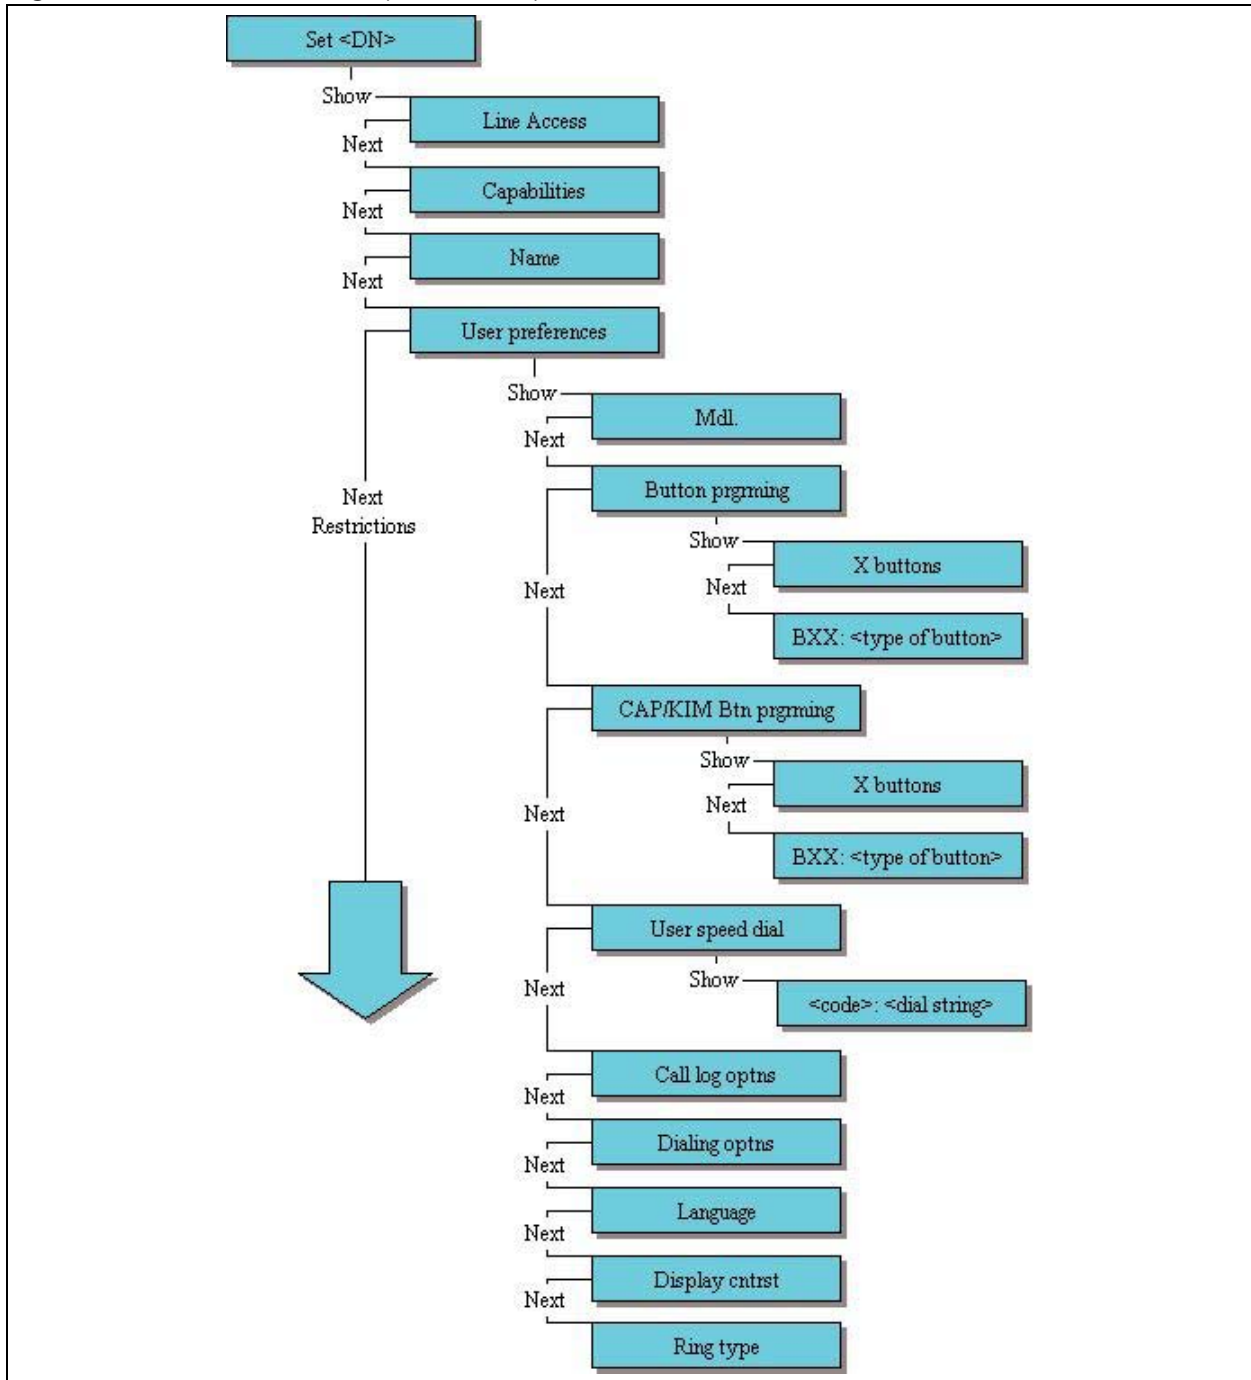 Set <DN>
Show
Line Access
Next
Capabilities
Next
Name
Next
User preferences
Show
Mdl.
Next
Button prgrming
Next
Restrictions
Show
X buttons
Next
Next
BXX: <type of button>
CAP/KIM Btn prgrming
Show
X buttons
Next
Next
BXX: <type of button>
User speed dial
Show
Next
<code>: <dial string>
Call log optns
Next
Dialing optns
Next
Language
Next
Display cntrst
Next
Ring type